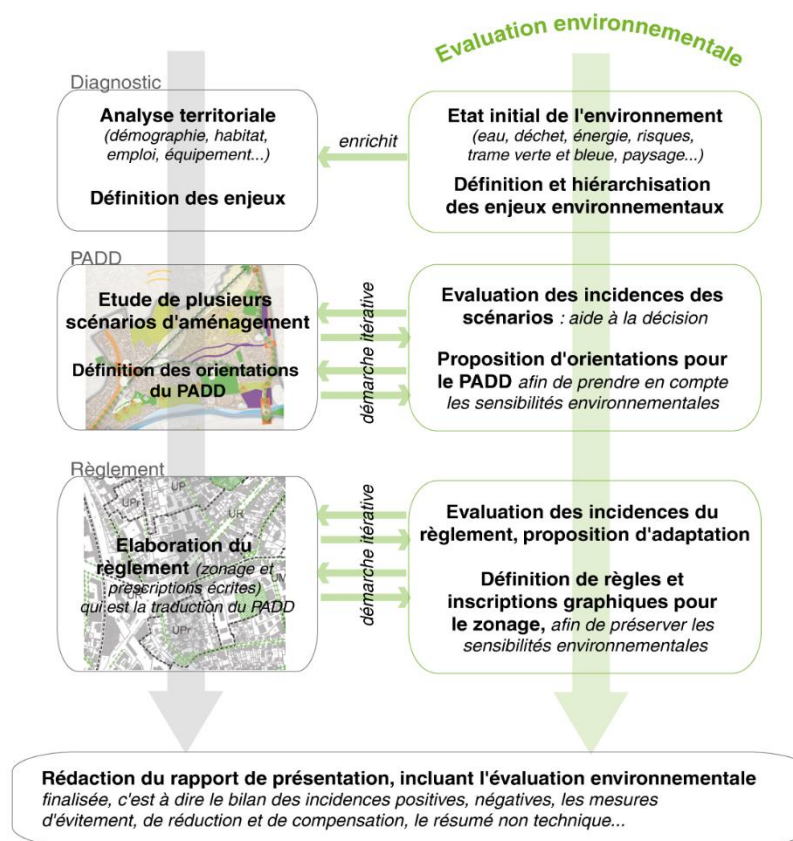 Evaluation environnementale
Diagnostic
Analyse territoriale
(démographie, habitat,
emploi, équipement...)
Définition des enjeux
enrichit
Etat initial de l'environnement
(eau, déchet, énergie, risques,
trame verte et bleue, paysage...)
Définition et hiérarchisation
des enjeux environnementaux
PADD
Etude de plusieurs
scénarios d'aménagement
Définition des orientations
du PADD
démarche itérative
Evaluation des incidences des
scénarios : aide à la décision
Proposition d'orientations pour
le PADD afin de prendre en compte
les sensibilités environnementales
Règlement
UPr
UP
UR
Elaboration du
règlement (zonage et
prescriptions écrites)
qui est la traduction du PADD
UM
UR
UPr
démarche itérative
Evaluation des incidences du
règlement, proposition d'adaptation
Définition de règles et
inscriptions graphiques pour
le zonage, afin de préserver les
sensibilités environnementales
Rédaction du rapport de présentation, incluant l'évaluation environnementale
finalisée, c'est à dire le bilan des incidences positives, négatives, les mesures
d'évitement, de réduction et de compensation, le résumé non technique...